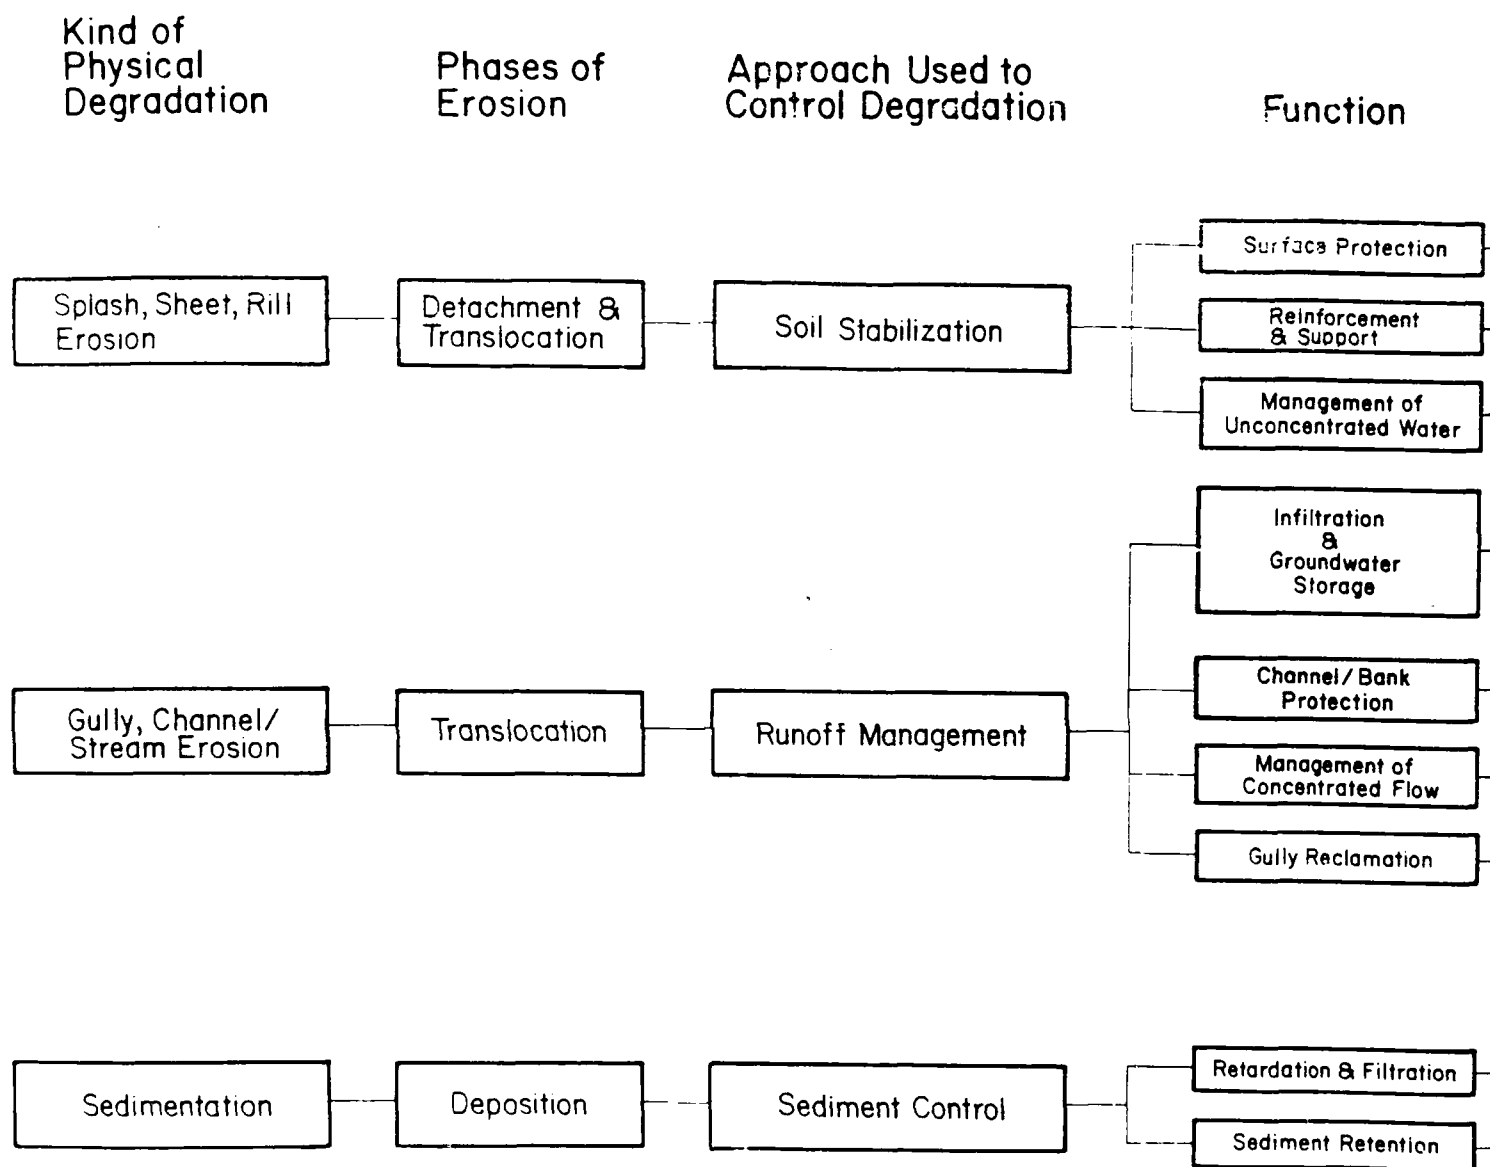 Kind of
Physical
Degradation
Phases of
Erosion
Approach Used to
Control Degradation
Function
Splash, Sheet, Rill
Erosion
Detachment &
Translocation
Soil Stabilization
Surface Protection
Reinforcement
& Support
Management of
Unconcentrated Water
Gully, Channel/
Stream Erosion
Translocation
Runoff Management
Infiltration
&
Groundwater
Storage
Channel/Bank
Protection
Management of
Concentrated Flow
Gully Reclamation
Sedimentation
Deposition
Sediment Control
Retardation & Filtration
Sediment Retention